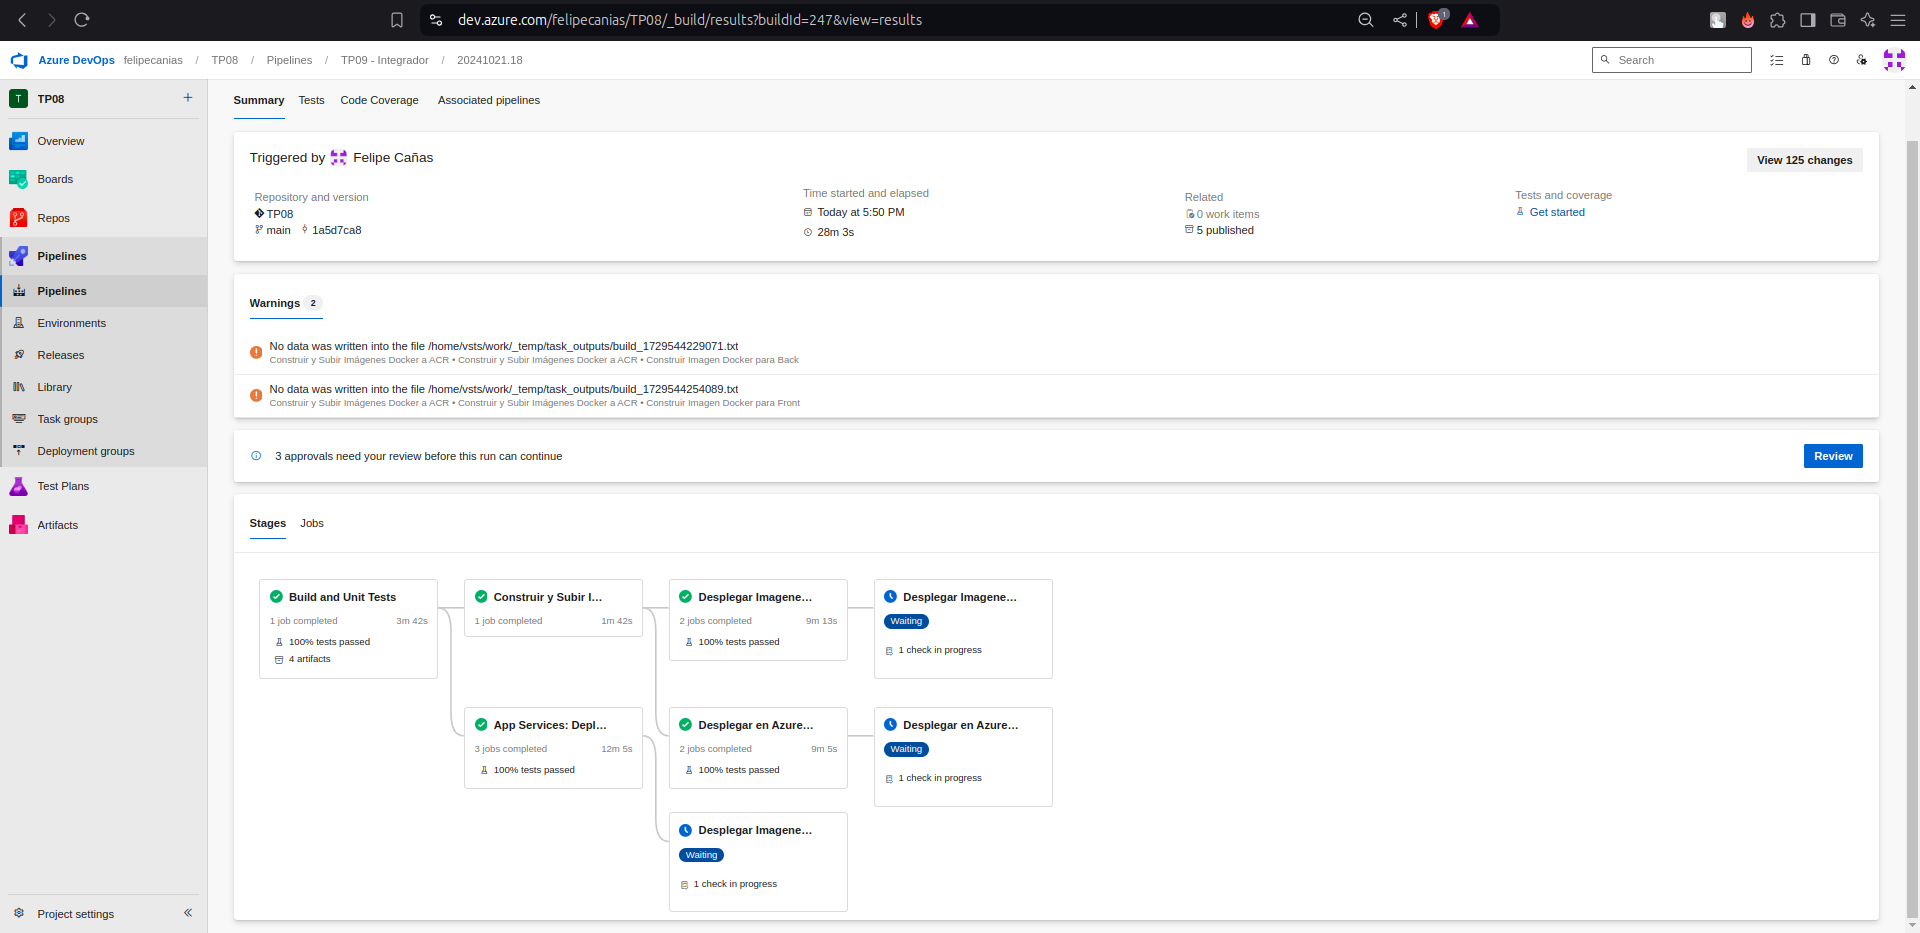 dev.azure.com/felipecanias/TP08/_build/results?buildId=247&view=results
1
Azure DevOps felipecanias / TP08 / Pipelines / TP09 - Integrador / 20241021.18
Search
T TP08 +
Overview
Boards
Repos
Pipelines
Pipelines
Environments
Releases
Library
Task groups
Deployment groups
Test Plans
Artifacts
Project settings
Summary Tests Code Coverage Associated pipelines
Triggered by Felipe Cañas
View 125 changes
Repository and version
TP08
main 1a5d7ca8
Time started and elapsed
Today at 5:50 PM
28m 3s
Related
0 work items
5 published
Tests and coverage
Get started
Warnings 2
No data was written into the file /home/vsts/work/_temp/task_outputs/build_1729544229071.txt
Construir y Subir Imágenes Docker a ACR • Construir y Subir Imágenes Docker a ACR • Construir Imagen Docker para Back
No data was written into the file /home/vsts/work/_temp/task_outputs/build_1729544254089.txt
Construir y Subir Imágenes Docker a ACR • Construir y Subir Imágenes Docker a ACR • Construir Imagen Docker para Front
3 approvals need your review before this run can continue
Review
Stages Jobs
Build and Unit Tests
1 job completed 3m 42s
100% tests passed
4 artifacts
Construir y Subir I...
1 job completed 1m 42s
Desplegar Imagene...
2 jobs completed 9m 13s
100% tests passed
Desplegar Imagene...
Waiting
1 check in progress
App Services: Depl...
3 jobs completed 12m 5s
100% tests passed
Desplegar en Azure...
2 jobs completed 9m 5s
100% tests passed
Desplegar en Azure...
Waiting
1 check in progress
Desplegar Imagene...
Waiting
1 check in progress